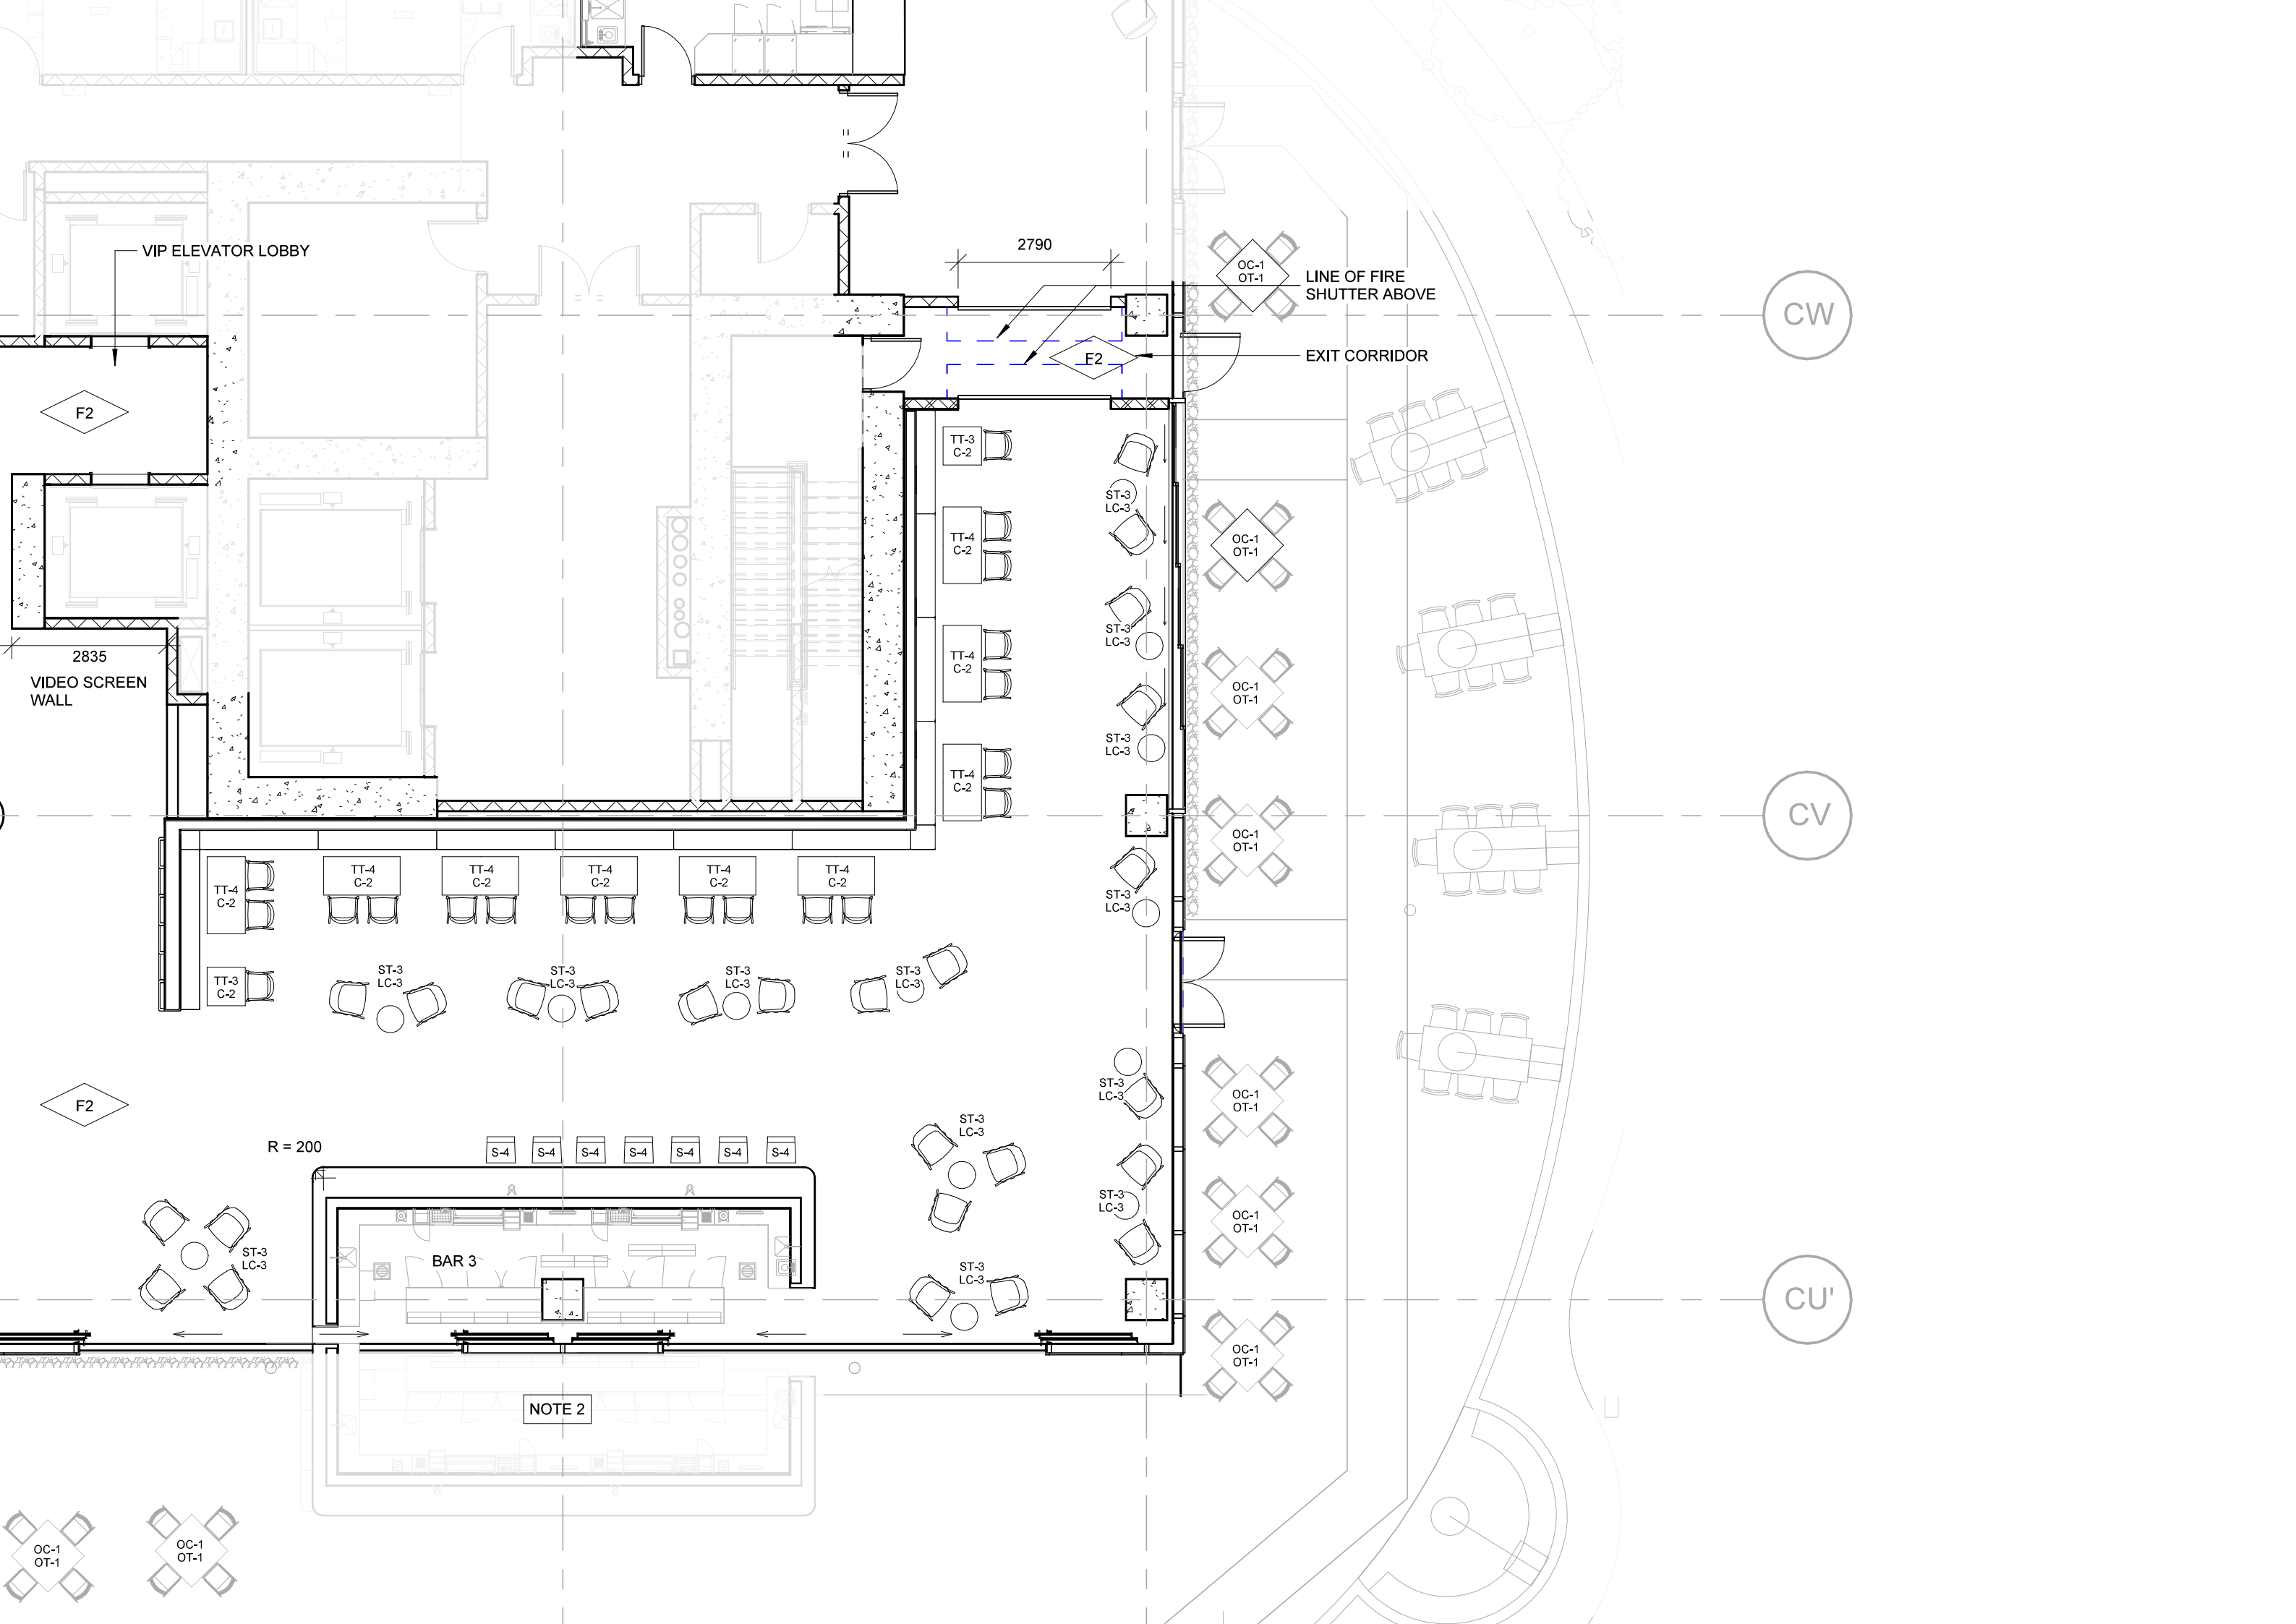 2790
VIP ELEVATOR LOBBY
OC-1
OT-1
LINE OF FIRE
SHUTTER ABOVE
CW
F2
EXIT CORRIDOR
F2
TT-3
C-2
ST-3
LC-3
TT-4
C-2
OC-1
OT-1
2835
VIDEO SCREEN
WALL
TT-4
C-2
ST-3
LC-3
OC-1
OT-1
TT-4
C-2
ST-3
LC-3
CV
OC-1
OT-1
TT-4
C-2
TT-4
C-2
TT-4
C-2
TT-4
C-2
TT-4
C-2
TT-4
C-2
ST-3
LC-3
TT-3
C-2
ST-3
LC-3
ST-3
LC-3
ST-3
LC-3
ST-3
LC-3
F2
ST-3
LC-3
OC-1
OT-1
R = 200
S-4
S-4
S-4
S-4
S-4
S-4
S-4
ST-3
LC-3
ST-3
LC-3
OC-1
OT-1
ST-3
LC-3
BAR 3
ST-3
LC-3
CU'
OC-1
OT-1
NOTE 2
OC-1
OT-1
OC-1
OT-1